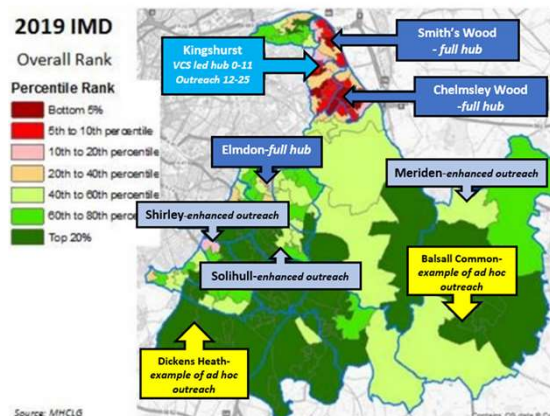 2019 IMD
Overall Rank
Percentile Rank
Bottom 5%
5th to 10th percentile
10th to 20th percentile
20th to 40th percentile
40th to 60th percentile
60th to 80th perce
Top 20%
Kingshurst
VCS led hub 0-11
Outreach 12-25
Smith's Wood
- full hub
Chelmsley Wood
-full hub
Elmdon-full hub
Meriden-enhanced outreach
Shirley-enhanced outreach
Solihull-enhanced outreach
Balsall Common-
example of ad hoc
outreach
Dickens Heath-
example of ad hoc
outreach
Source: MHCLG